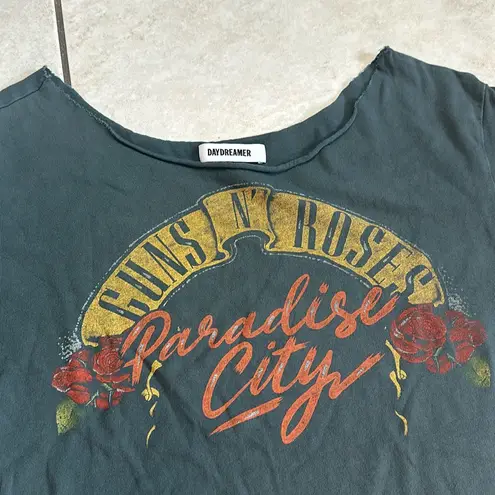 DAYDREAMER
GUNS N' ROSES
Paradise
City